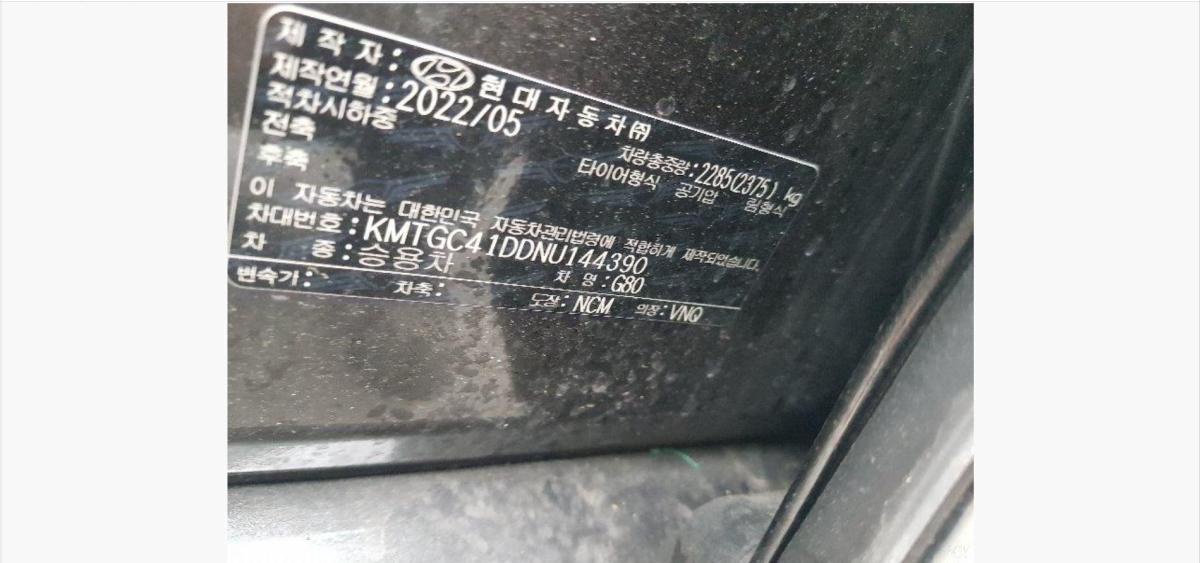 제 작 자 : 현대자동차㈜
제작연월 : 2022/05
적차시하중 차량총중량:2285(2375) kg
전축 타이어형식 공기압 림형식
후축
이 자동차는 대한민국 자동차관리법령에 적합하게 제작되었습니다.
차대번호 : KMTGC41DDNU144390
차 종 : 승용차 차 명 : G80
변속기 : 차축 : 도장: NCM 의장: VNQ